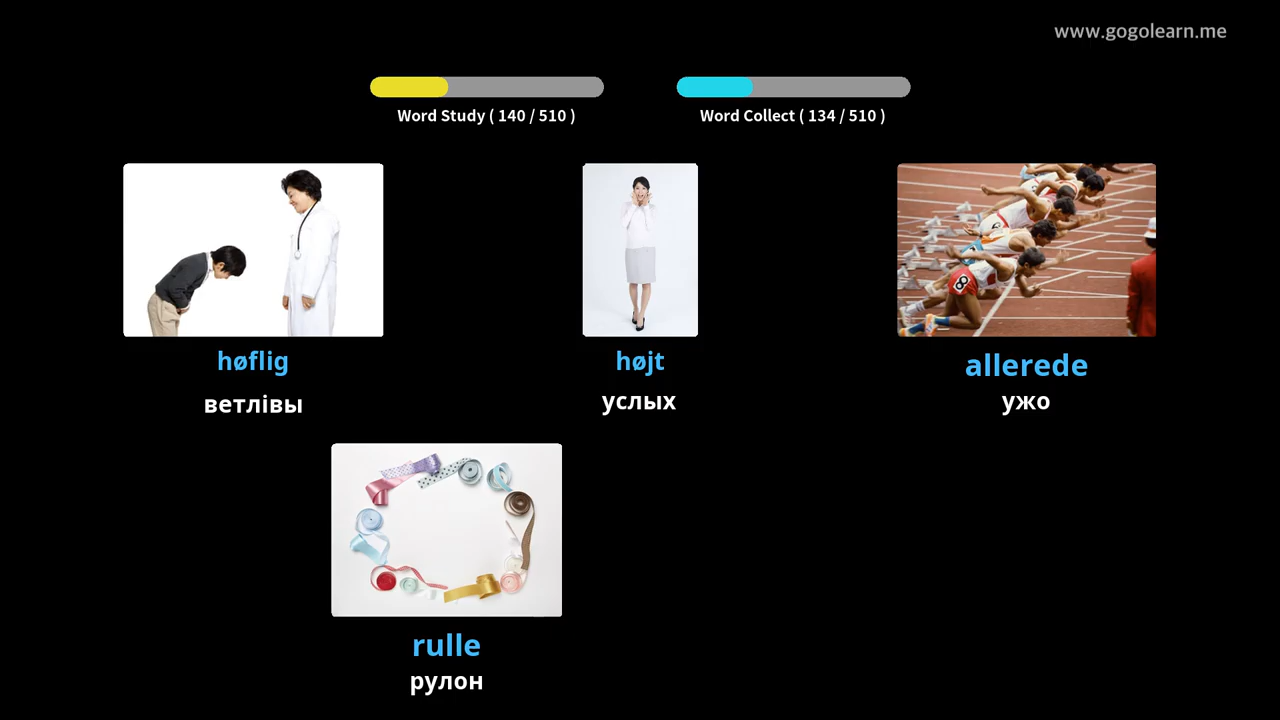 www.gogolearn.me
Word Study ( 140 / 510 )
Word Collect ( 134 / 510 )
høflig
ветлівы
højt
услых
allerede
ужо
rulle
рулон